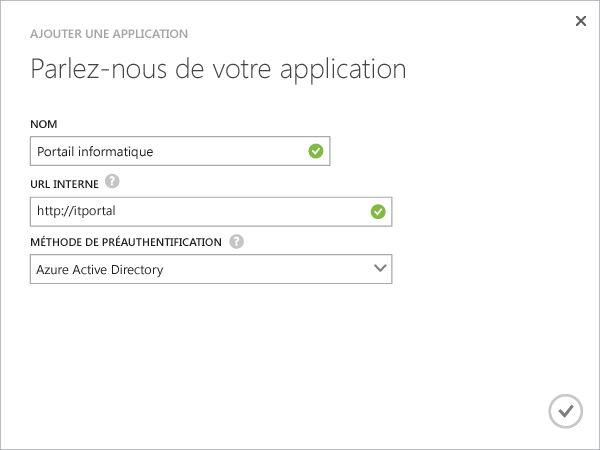 AJOUTER UNE APPLICATION
Parlez-nous de votre application
NOM
Portail informatique
URL INTERNE ?
http://itportal
MÉTHODE DE PRÉAUTHENTIFICATION ?
Azure Active Directory